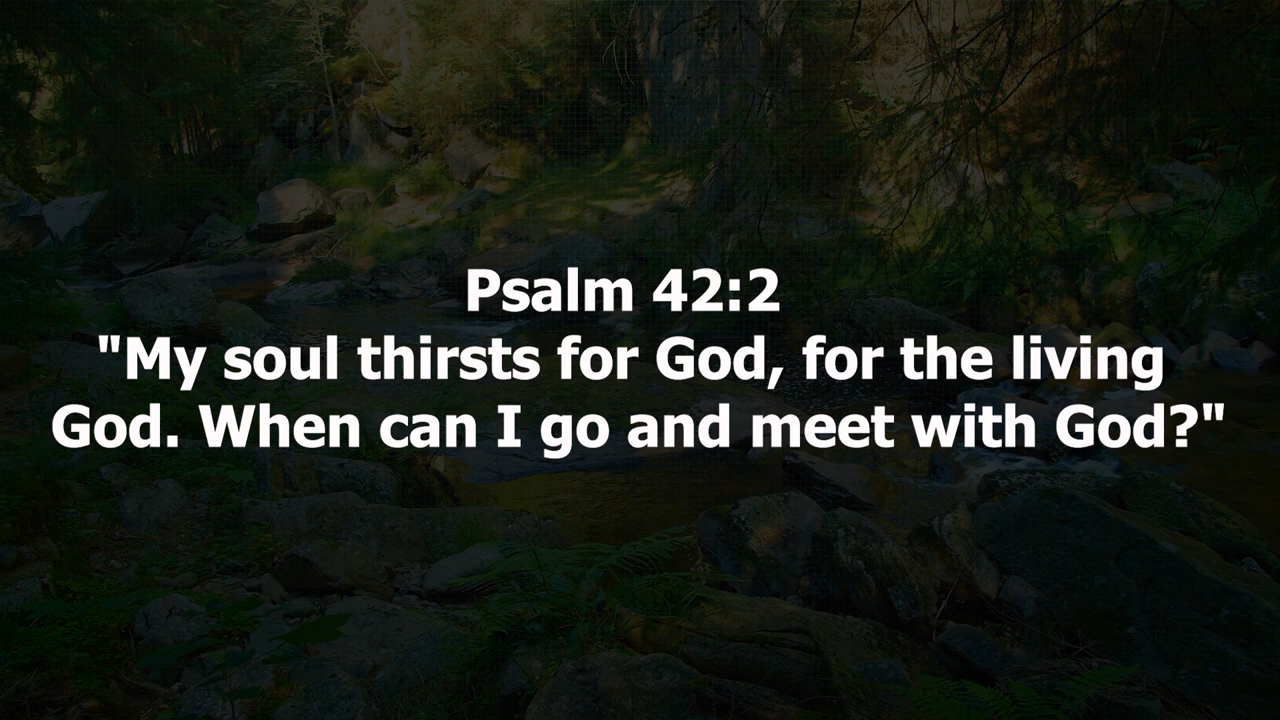 Psalm 42:2
"My soul thirsts for God, for the living
God. When can I go and meet with God?"